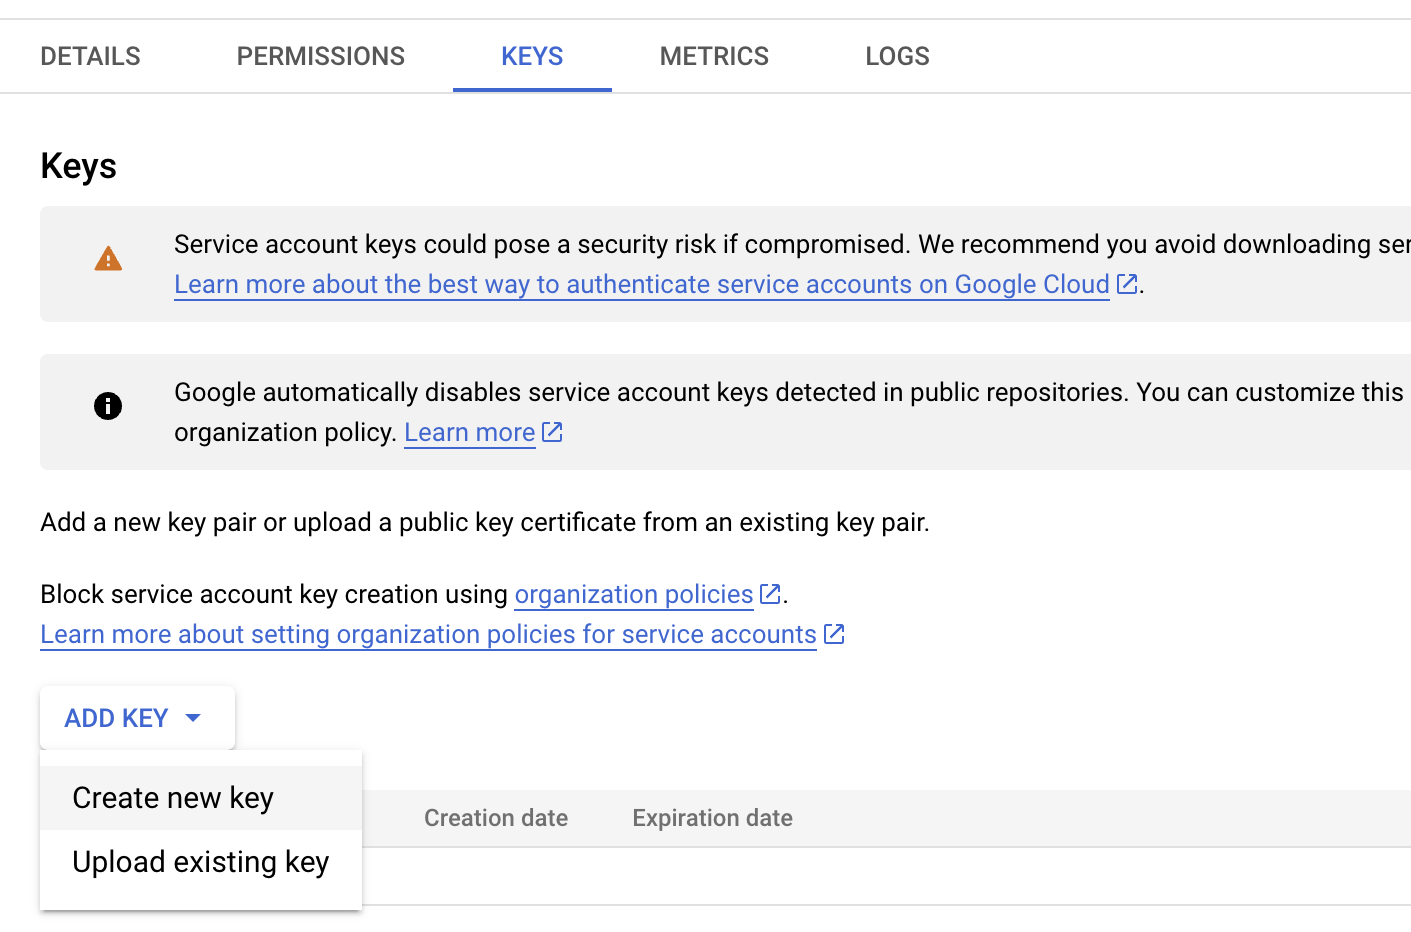 DETAILS PERMISSIONS KEYS METRICS LOGS
Keys
Service account keys could pose a security risk if compromised. We recommend you avoid downloading ser
Learn more about the best way to authenticate service accounts on Google Cloud.
Google automatically disables service account keys detected in public repositories. You can customize this
organization policy. Learn more
Add a new key pair or upload a public key certificate from an existing key pair.
Block service account key creation using organization policies.
Learn more about setting organization policies for service accounts
ADD KEY
Create new key
Creation date Expiration date
Upload existing key